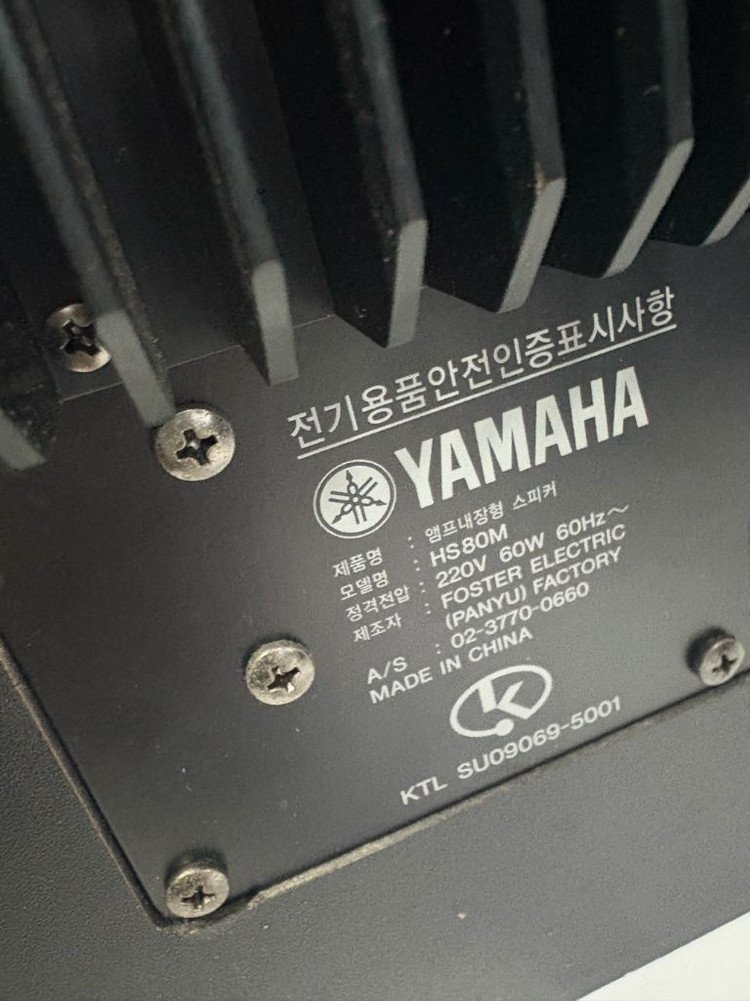 전기용품안전인증표시사항
YAMAHA
제품명 : 앰프내장형 스피커
모델명 : HS80M
정격전압 : 220V 60W 60Hz～
제조자 : FOSTER ELECTRIC
(PANYU) FACTORY
A/S : 02-3770-0660
MADE IN CHINA
KTL SU09069-5001